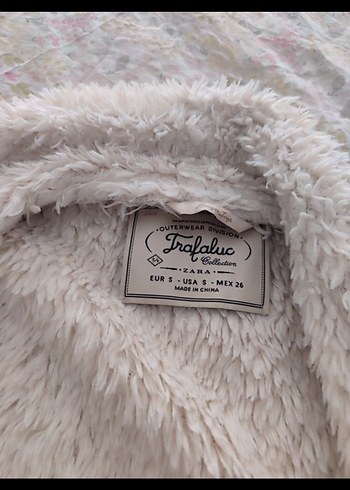 • OUTERWEAR DIVISION •
Trafaluc
Collection
• ZARA •
EUR S - USA S - MEX 26
MADE IN CHINA